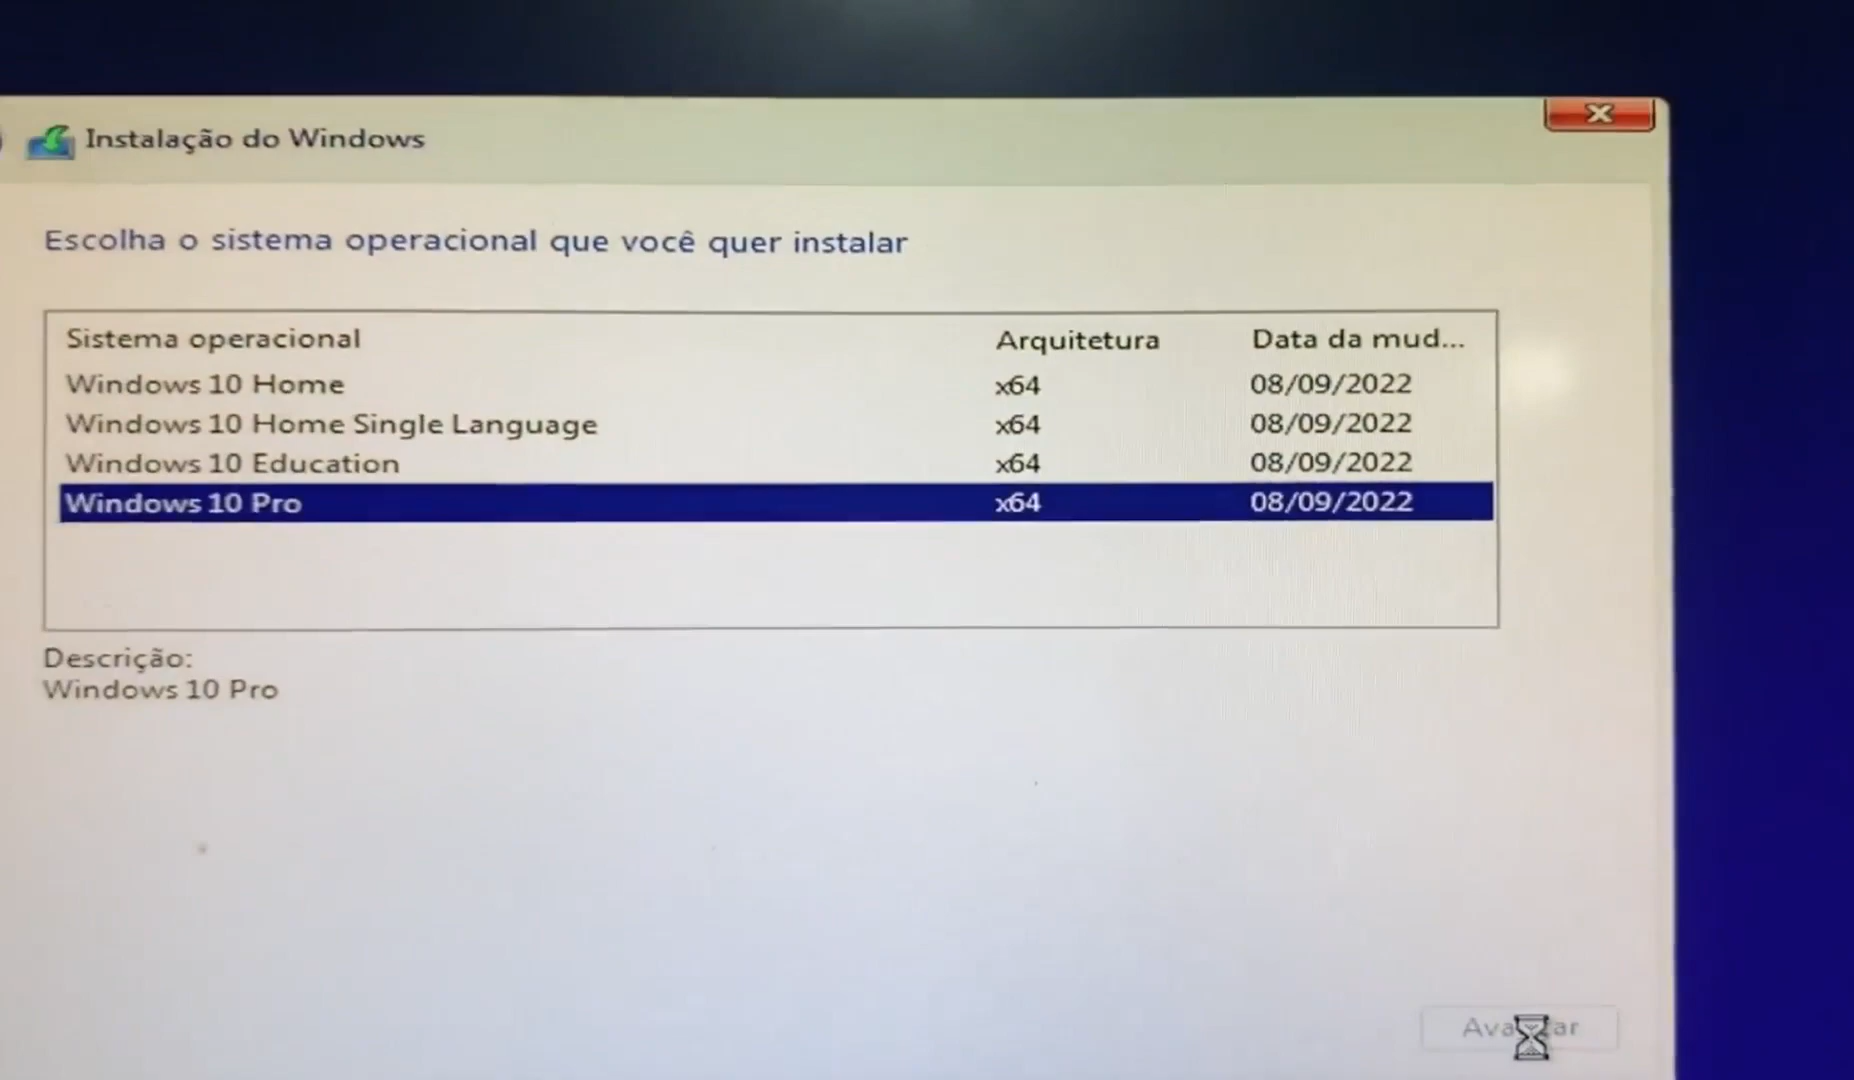 Instalação do Windows
Escolha o sistema operacional que você quer instalar
Sistema operacional Arquitetura Data da mud...
Windows 10 Home x64 08/09/2022
Windows 10 Home Single Language x64 08/09/2022
Windows 10 Education x64 08/09/2022
Windows 10 Pro x64 08/09/2022
Descrição:
Windows 10 Pro